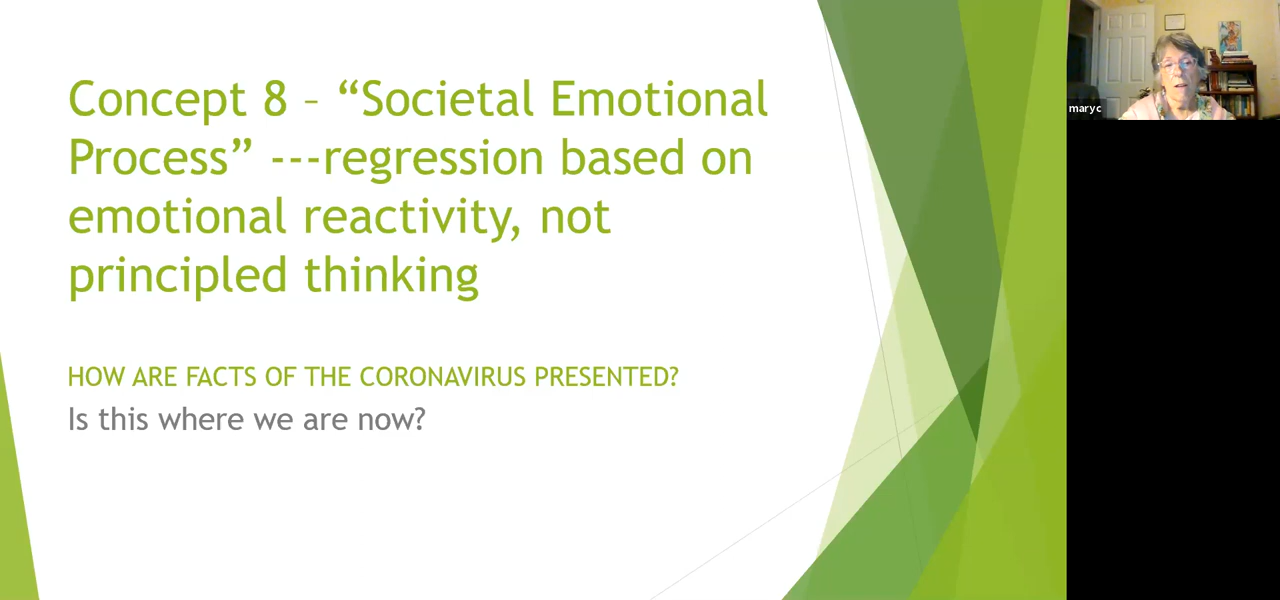 Concept 8 – “Societal Emotional
Process” ---regression based on
emotional reactivity, not
principled thinking
HOW ARE FACTS OF THE CORONAVIRUS PRESENTED?
Is this where we are now?
maryc